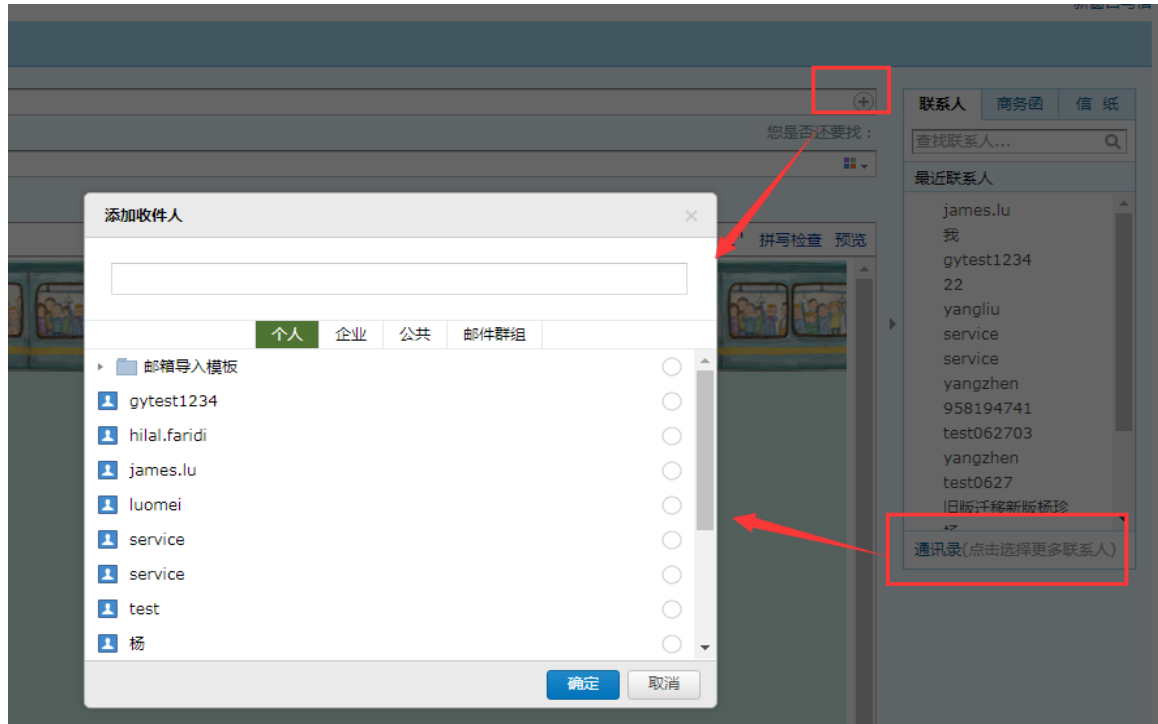 联系人 商务函 信 纸
您是否还要找：
查找联系人...
最近联系人
james.lu
我
gytest1234
22
yangliu
service
service
yangzhen
958194741
test062703
yangzhen
test0627
旧版迁移新版杨珍
杨
通讯录(点击选择更多联系人)
拼写检查 预览
添加收件人 ×
个人 企业 公共 邮件群组
邮箱导入模板
gytest1234
hilal.faridi
james.lu
luomei
service
service
test
杨
确定 取消